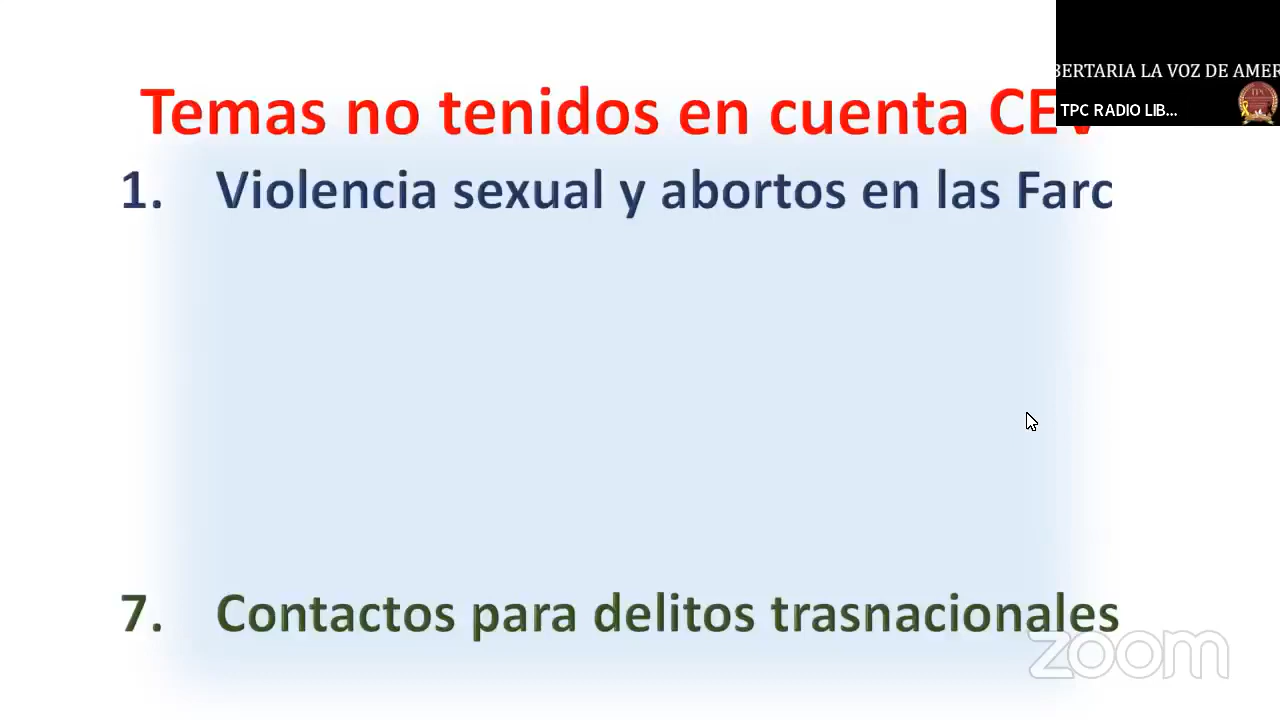 BERTARIA LA VOZ DE AMER
TPC RADIO LIB...
Temas no tenidos en cuenta CEV
1. Violencia sexual y abortos en las Farc
7. Contactos para delitos trasnacionales
zoom